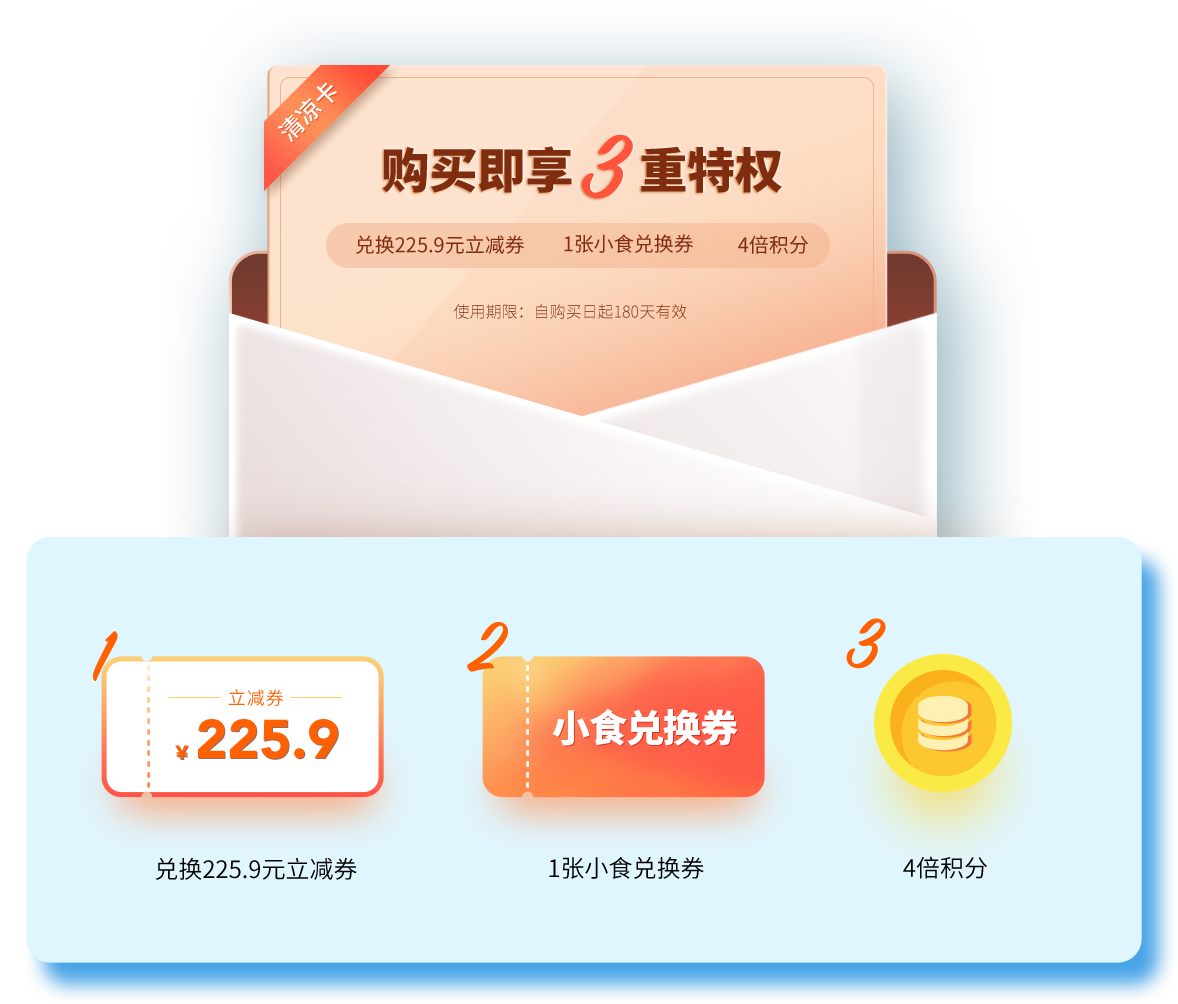 清凉卡
购买即享3重特权
兑换225.9元立减券 1张小食兑换券 4倍积分
使用期限：自购买日起180天有效
1 2 3
立减券
¥225.9
小食兑换券
兑换225.9元立减券 1张小食兑换券 4倍积分